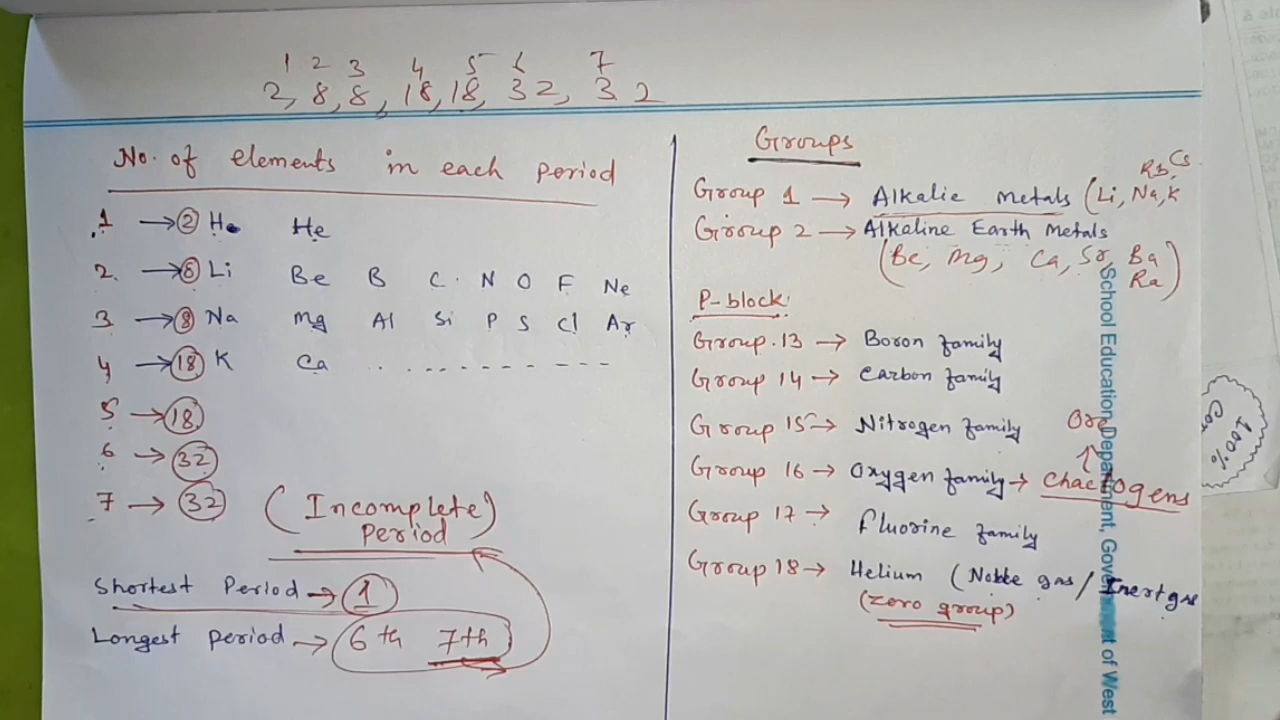 1 2 3 4 5 6 7
2, 8, 8, 18, 18, 32, 32
No. of elements in each period
1 → 2 He He
2. → 8 Li Be B C. N O F Ne
3 → 8 Na Mg Al Si P S Cl Ar
4 → 18 K Ca . . . . . . . . - - - -
5 → 18
6 → 32
7 → 32 (Incomplete) period
Shortest Period → 1
Longest period → 6th 7th
Groups
Rb, Cs
Group 1 → Alkalie metals (Li, Na, K
Group 2 → Alkaline Earth Metals
(Be, Mg, Ca, Sr, Ba
Ra)
P-block:
Group.13 → Boron family
Group 14 → Carbon family
Group 15 → Nitrogen family
Ore
Group 16 → Oxygen family → Chacogens
Group 17 → Fluorine family
Group 18 → Helium (Noble gas / Inert gas
(Zero group)
School Education Department, Government of West
100%